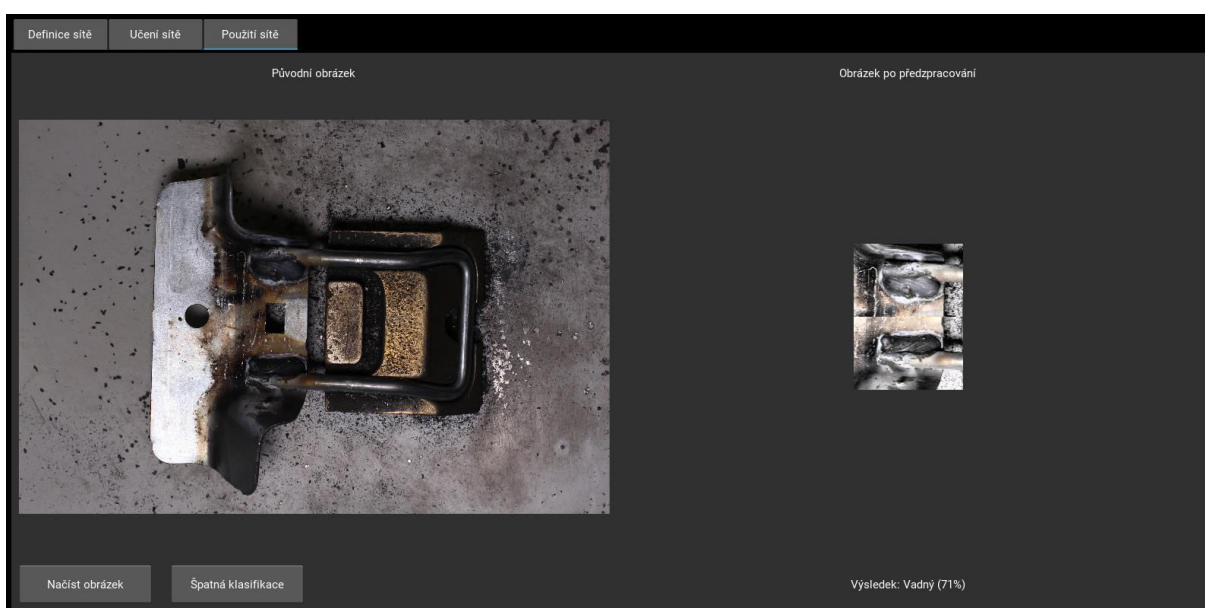 Definice sítě Učení sítě Použití sítě
Původní obrázek Obrázek po předzpracování
Načíst obrázek Špatná klasifikace Výsledek: Vadný (71%)